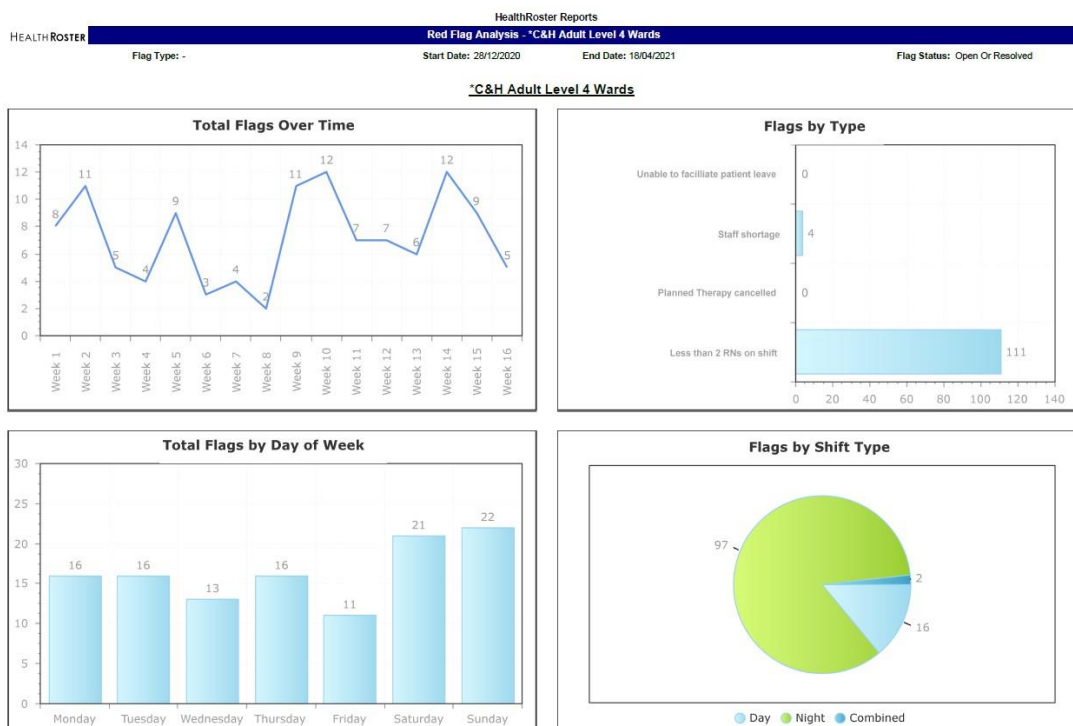 HealthRoster Reports
HEALTHROSTER
Red Flag Analysis - *C&H Adult Level 4 Wards
Flag Type: - Start Date: 28/12/2020 End Date: 18/04/2021 Flag Status: Open Or Resolved
*C&H Adult Level 4 Wards
Total Flags Over Time
14
12
10
8
6
4
2
0
8
11
5
4
9
3
4
2
11
12
7
7
6
12
9
5
Week 1
Week 2
Week 3
Week 4
Week 5
Week 6
Week 7
Week 8
Week 9
Week 10
Week 11
Week 12
Week 13
Week 14
Week 15
Week 16
Flags by Type
Unable to facilliate patient leave 0
Staff shortage 4
Planned Therapy cancelled 0
Less than 2 RNs on shift 111
0 20 40 60 80 100 120 140
Total Flags by Day of Week
30
25
20
15
10
5
0
16 16 13 16 11 21 22
Monday Tuesday Wednesday Thursday Friday Saturday Sunday
Flags by Shift Type
97
2
16
Day Night Combined